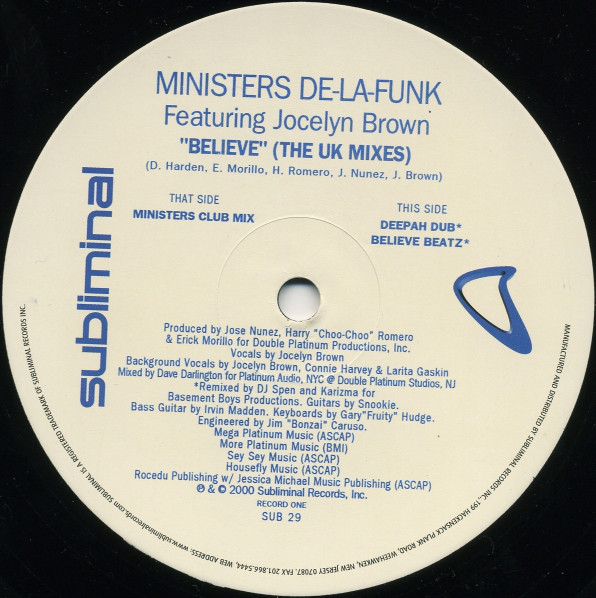 MINISTERS DE-LA-FUNK
Featuring Jocelyn Brown
"BELIEVE" (THE UK MIXES)
(D. Harden, E. Morillo, H. Romero, J. Nunez, J. Brown)
THAT SIDE
MINISTERS CLUB MIX
THIS SIDE
DEEPAH DUB*
BELIEVE BEATZ*
subliminal
Produced by Jose Nunez, Harry "Choo-Choo" Romero
& Erick Morillo for Double Platinum Productions, Inc.
Vocals by Jocelyn Brown
Background Vocals by Jocelyn Brown, Connie Harvey & Larita Gaskin
Mixed by Dave Darlington for Platinum Audio, NYC @ Double Platinum Studios, NJ
*Remixed by DJ Spen and Karizma for
Basement Boys Productions. Guitars by Snookie.
Bass Guitar by Irvin Madden. Keyboards by Gary"Fruity" Hudge.
Engineered by Jim "Bonzai" Caruso.
Mega Platinum Music (ASCAP)
More Platinum Music (BMI)
Sey Sey Music (ASCAP)
Housefly Music (ASCAP)
Rocedu Publishing w/ Jessica Michael Music Publishing (ASCAP)
℗ & © 2000 Subliminal Records, Inc.
RECORD ONE
SUB 29
MANUFACTURED AND DISTRIBUTED BY SUBLIMINAL RECORDS INC., 199 HACKENSACK PLANK ROAD, WEEHAWKEN, NEW JERSEY 07087, FAX 201.866.5444, WEB ADDRESS: www.subliminalrecords.com SUBLIMINAL IS A REGISTERED TRADEMARK OF SUBLIMINAL RECORDS INC.